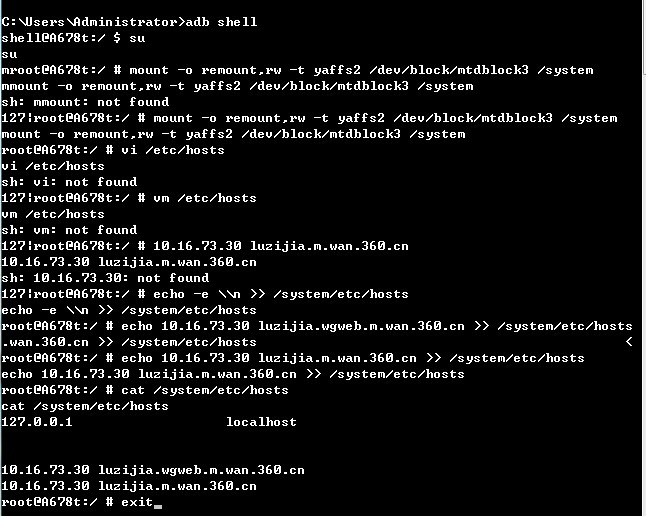 C:\Users\Administrator>adb shell
shell@A678t:/ $ su
su
mroot@A678t:/ # mount -o remount,rw -t yaffs2 /dev/block/mtdblock3 /system
mmount -o remount,rw -t yaffs2 /dev/block/mtdblock3 /system
sh: mmount: not found
127|root@A678t:/ # mount -o remount,rw -t yaffs2 /dev/block/mtdblock3 /system
mount -o remount,rw -t yaffs2 /dev/block/mtdblock3 /system
root@A678t:/ # vi /etc/hosts
vi /etc/hosts
sh: vi: not found
127|root@A678t:/ # vm /etc/hosts
vm /etc/hosts
sh: vm: not found
127|root@A678t:/ # 10.16.73.30 luzijia.m.wan.360.cn
10.16.73.30 luzijia.m.wan.360.cn
sh: 10.16.73.30: not found
127|root@A678t:/ # echo -e \\n >> /system/etc/hosts
echo -e \\n >> /system/etc/hosts
root@A678t:/ # echo 10.16.73.30 luzijia.wgweb.m.wan.360.cn >> /system/etc/hosts
.wan.360.cn >> /system/etc/hosts <
root@A678t:/ # echo 10.16.73.30 luzijia.m.wan.360.cn >> /system/etc/hosts
echo 10.16.73.30 luzijia.m.wan.360.cn >> /system/etc/hosts
root@A678t:/ # cat /system/etc/hosts
cat /system/etc/hosts
127.0.0.1 localhost
10.16.73.30 luzijia.wgweb.m.wan.360.cn
10.16.73.30 luzijia.m.wan.360.cn
root@A678t:/ # exit_